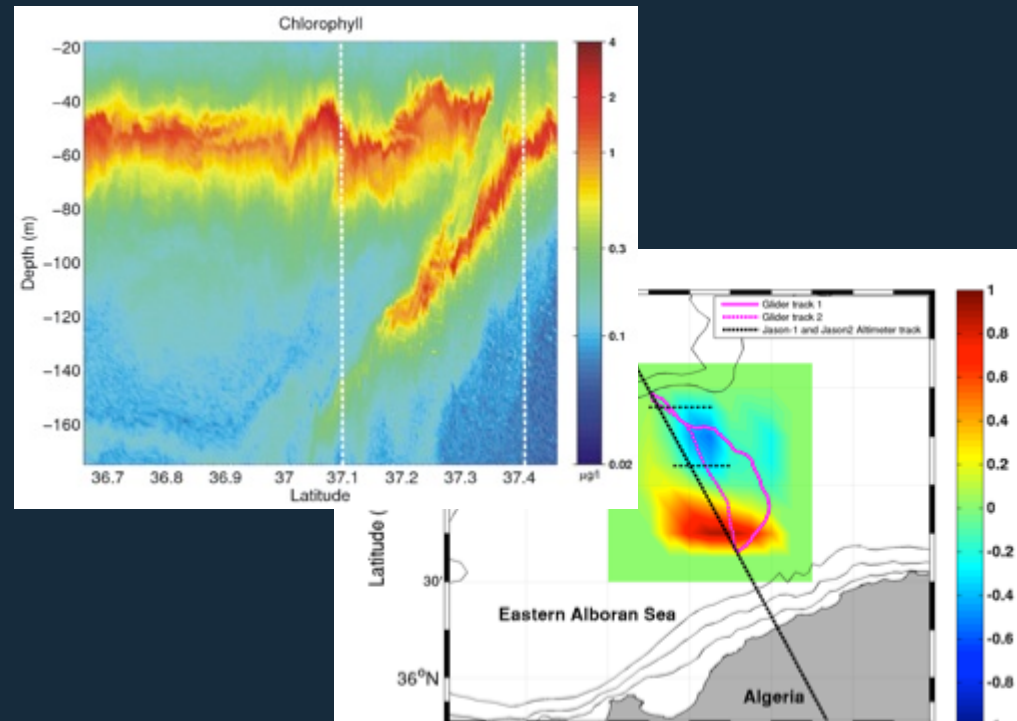 Chlorophyll
Depth (m)
−20
−40
−60
−80
−100
−120
−140
−160
36.7 36.8 36.9 37 37.1 37.2 37.3 37.4
Latitude
4
2
1
0.3
0.1
0.02
µg/l
Glider track 1
Glider track 2
Jason-1 and Jason2 Altimeter track
Latitude (
30'
36°N
Eastern Alboran Sea
Algeria
1
0.8
0.6
0.4
0.2
0
-0.2
-0.4
-0.6
-0.8